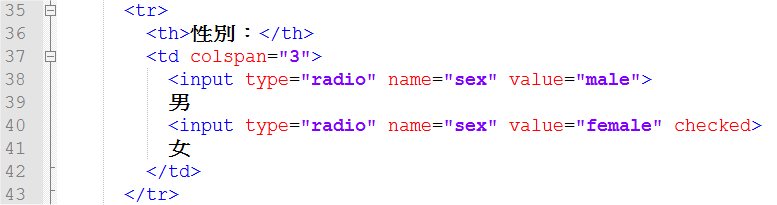 35 <tr>
36 <th>性別：</th>
37 <td colspan="3">
38 <input type="radio" name="sex" value="male">
39 男
40 <input type="radio" name="sex" value="female" checked>
41 女
42 </td>
43 </tr>